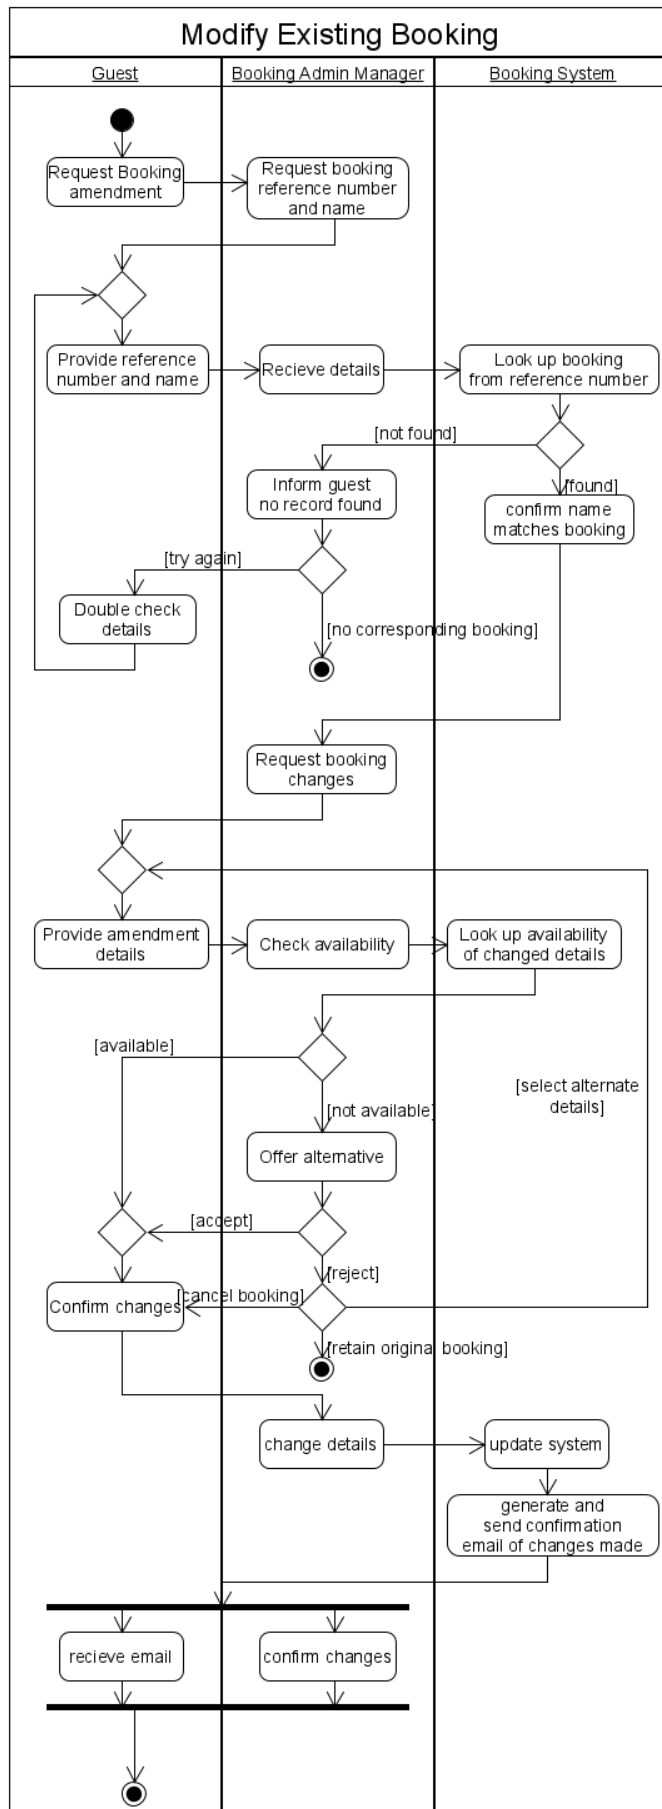 Modify Existing Booking
Guest
Booking Admin Manager
Booking System
Request Booking
amendment
Request booking
reference number
and name
Provide reference
number and name
Recieve details
Look up booking
from reference number
[not found]
[found]
Inform guest
no record found
confirm name
matches booking
[try again]
Double check
details
[no corresponding booking]
Request booking
changes
Provide amendment
details
Check availability
Look up availability
of changed details
[available]
[select alternate
details]
[not available]
Offer alternative
[accept]
[reject]
[cancel booking]
Confirm changes
[retain original booking]
change details
update system
generate and
send confirmation
email of changes made
recieve email
confirm changes